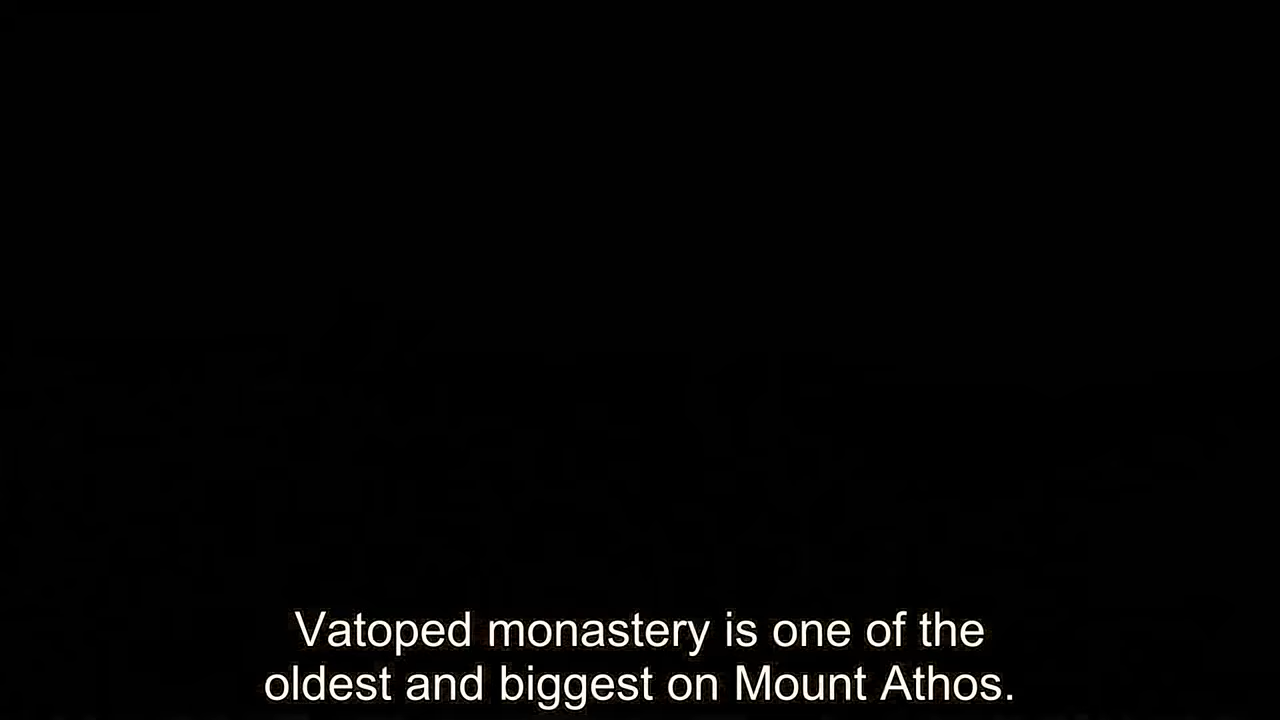 Vatoped monastery is one of the
oldest and biggest on Mount Athos.